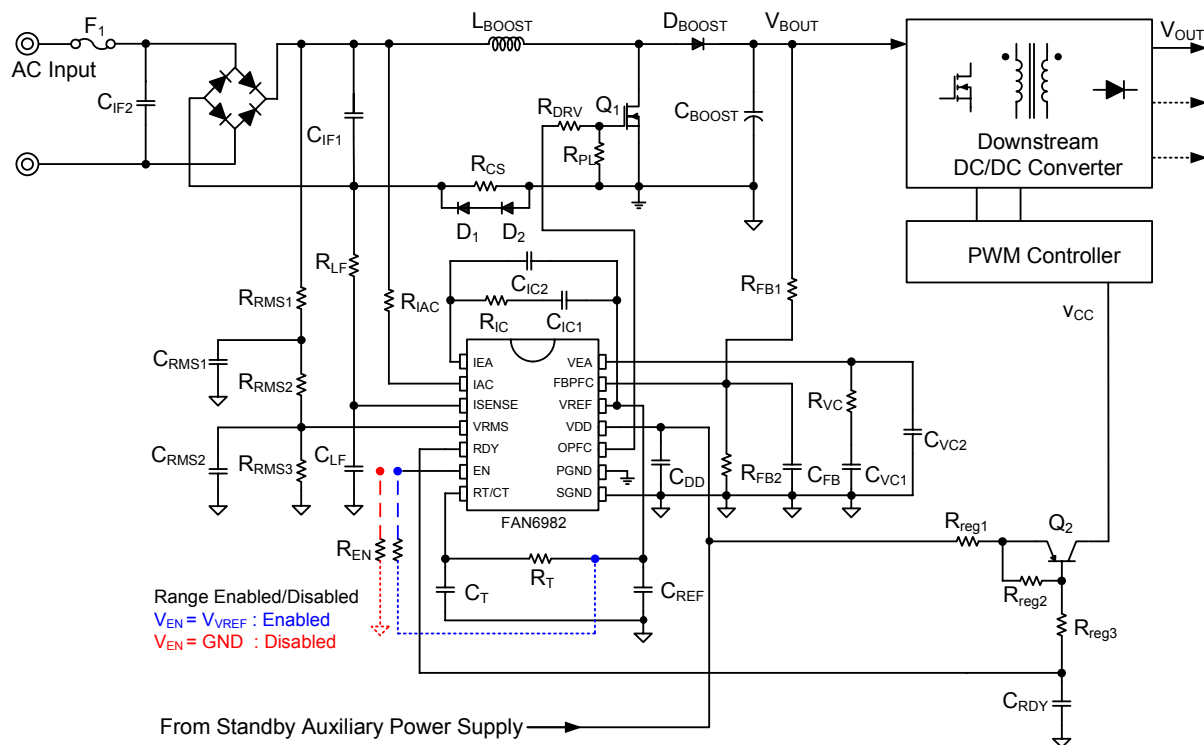 F1
AC Input
CIF2
LBOOST
DBOOST
VBOUT
VOUT
CIF1
RDRV
Q1
RPL
CBOOST
Downstream
DC/DC Converter
RCS
D1
D2
PWM Controller
RLF
RRMS1
RIAC
CIC2
RIC
CIC1
RFB1
vCC
CRMS1
RRMS2
CRMS2
RRMS3
CLF
IEA
IAC
ISENSE
VRMS
RDY
EN
RT/CT
VEA
FBPFC
VREF
VDD
OPFC
PGND
SGND
FAN6982
RVC
CVC2
CDD
RFB2
CFB
CVC1
Rreg1
Q2
Rreg2
Rreg3
REN
RT
CT
CREF
Range Enabled/Disabled
VEN = VVREF : Enabled
VEN = GND : Disabled
CRDY
From Standby Auxiliary Power Supply